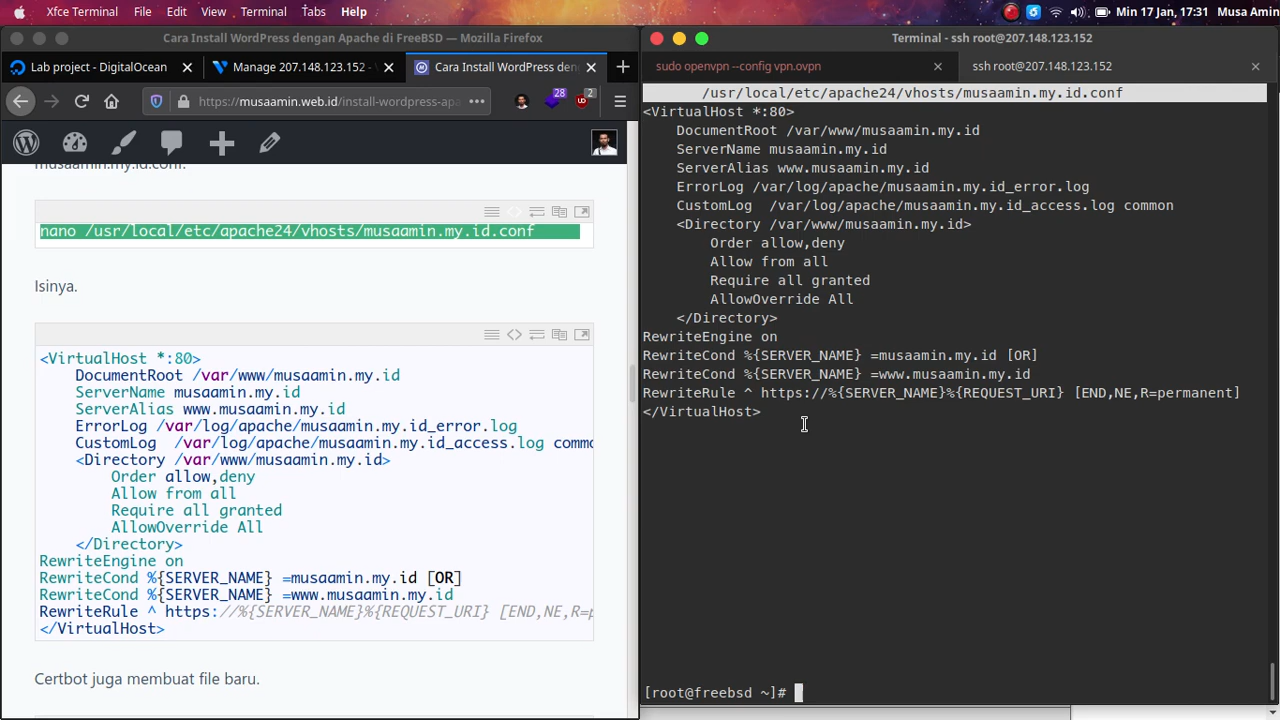 Xfce Terminal File Edit View Terminal Tabs Help
Min 17 Jan, 17:31 Musa Amin
Cara Install WordPress dengan Apache di FreeBSD — Mozilla Firefox
Lab project - DigitalOcean
Manage 207.148.123.152 -
Cara Install WordPress den
https://musaamin.web.id/install-wordpress-apa
28
2
musaamin.my.id.conf.
nano /usr/local/etc/apache24/vhosts/musaamin.my.id.conf
Isinya.
<VirtualHost *:80>
DocumentRoot /var/www/musaamin.my.id
ServerName musaamin.my.id
ServerAlias www.musaamin.my.id
ErrorLog /var/log/apache/musaamin.my.id_error.log
CustomLog  /var/log/apache/musaamin.my.id_access.log commo
<Directory /var/www/musaamin.my.id>
Order allow,deny
Allow from all
Require all granted
AllowOverride All
</Directory>
RewriteEngine on
RewriteCond %{SERVER_NAME} =musaamin.my.id [OR]
RewriteCond %{SERVER_NAME} =www.musaamin.my.id
RewriteRule ^ https://%{SERVER_NAME}%{REQUEST_URI} [END,NE,R=p
</VirtualHost>
Certbot juga membuat file baru.
Terminal - ssh root@207.148.123.152
sudo openvpn --config vpn.ovpn
ssh root@207.148.123.152
/usr/local/etc/apache24/vhosts/musaamin.my.id.conf
<VirtualHost *:80>
DocumentRoot /var/www/musaamin.my.id
ServerName musaamin.my.id
ServerAlias www.musaamin.my.id
ErrorLog /var/log/apache/musaamin.my.id_error.log
CustomLog  /var/log/apache/musaamin.my.id_access.log common
<Directory /var/www/musaamin.my.id>
Order allow,deny
Allow from all
Require all granted
AllowOverride All
</Directory>
RewriteEngine on
RewriteCond %{SERVER_NAME} =musaamin.my.id [OR]
RewriteCond %{SERVER_NAME} =www.musaamin.my.id
RewriteRule ^ https://%{SERVER_NAME}%{REQUEST_URI} [END,NE,R=permanent]
</VirtualHost>
[root@freebsd ~]#